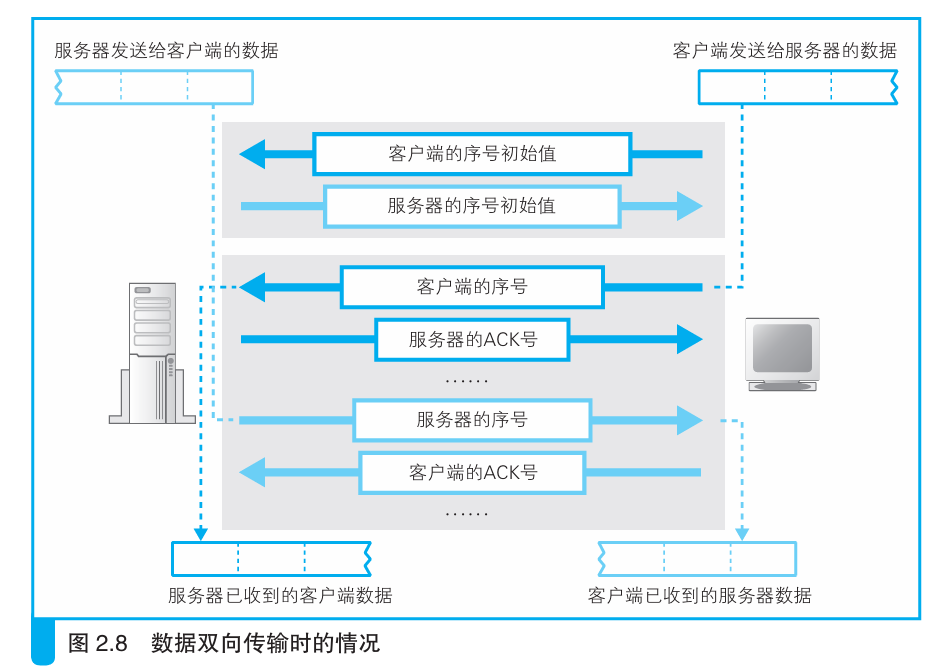 服务器发送给客户端的数据
客户端发送给服务器的数据
客户端的序号初始值
服务器的序号初始值
客户端的序号
服务器的ACK号
……
服务器的序号
客户端的ACK号
……
服务器已收到的客户端数据
客户端已收到的服务器数据
图 2.8 数据双向传输时的情况